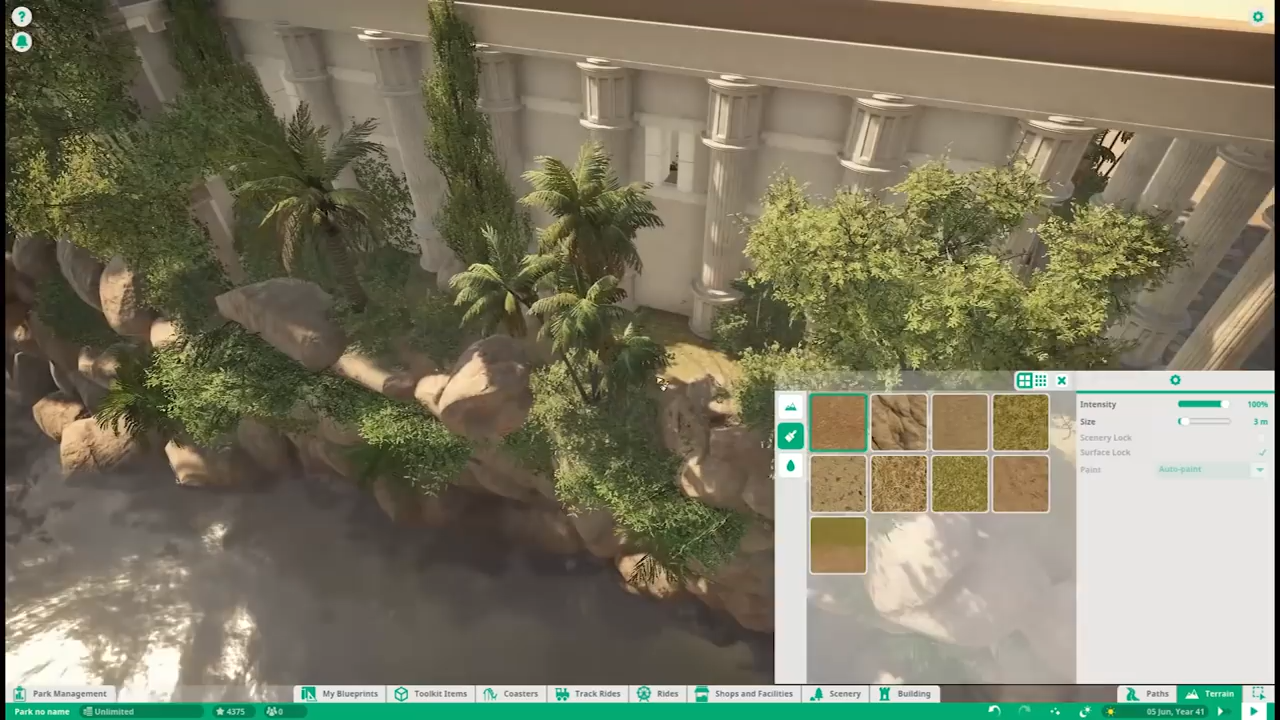 ?
Intensity 100%
Size 3 m
Scenery Lock
Surface Lock
Paint Auto-paint
Park Management My Blueprints Toolkit Items Coasters Track Rides Rides Shops and Facilities Scenery Building Paths Terrain
Park no name Unlimited 4375 0 05 Jun, Year 41